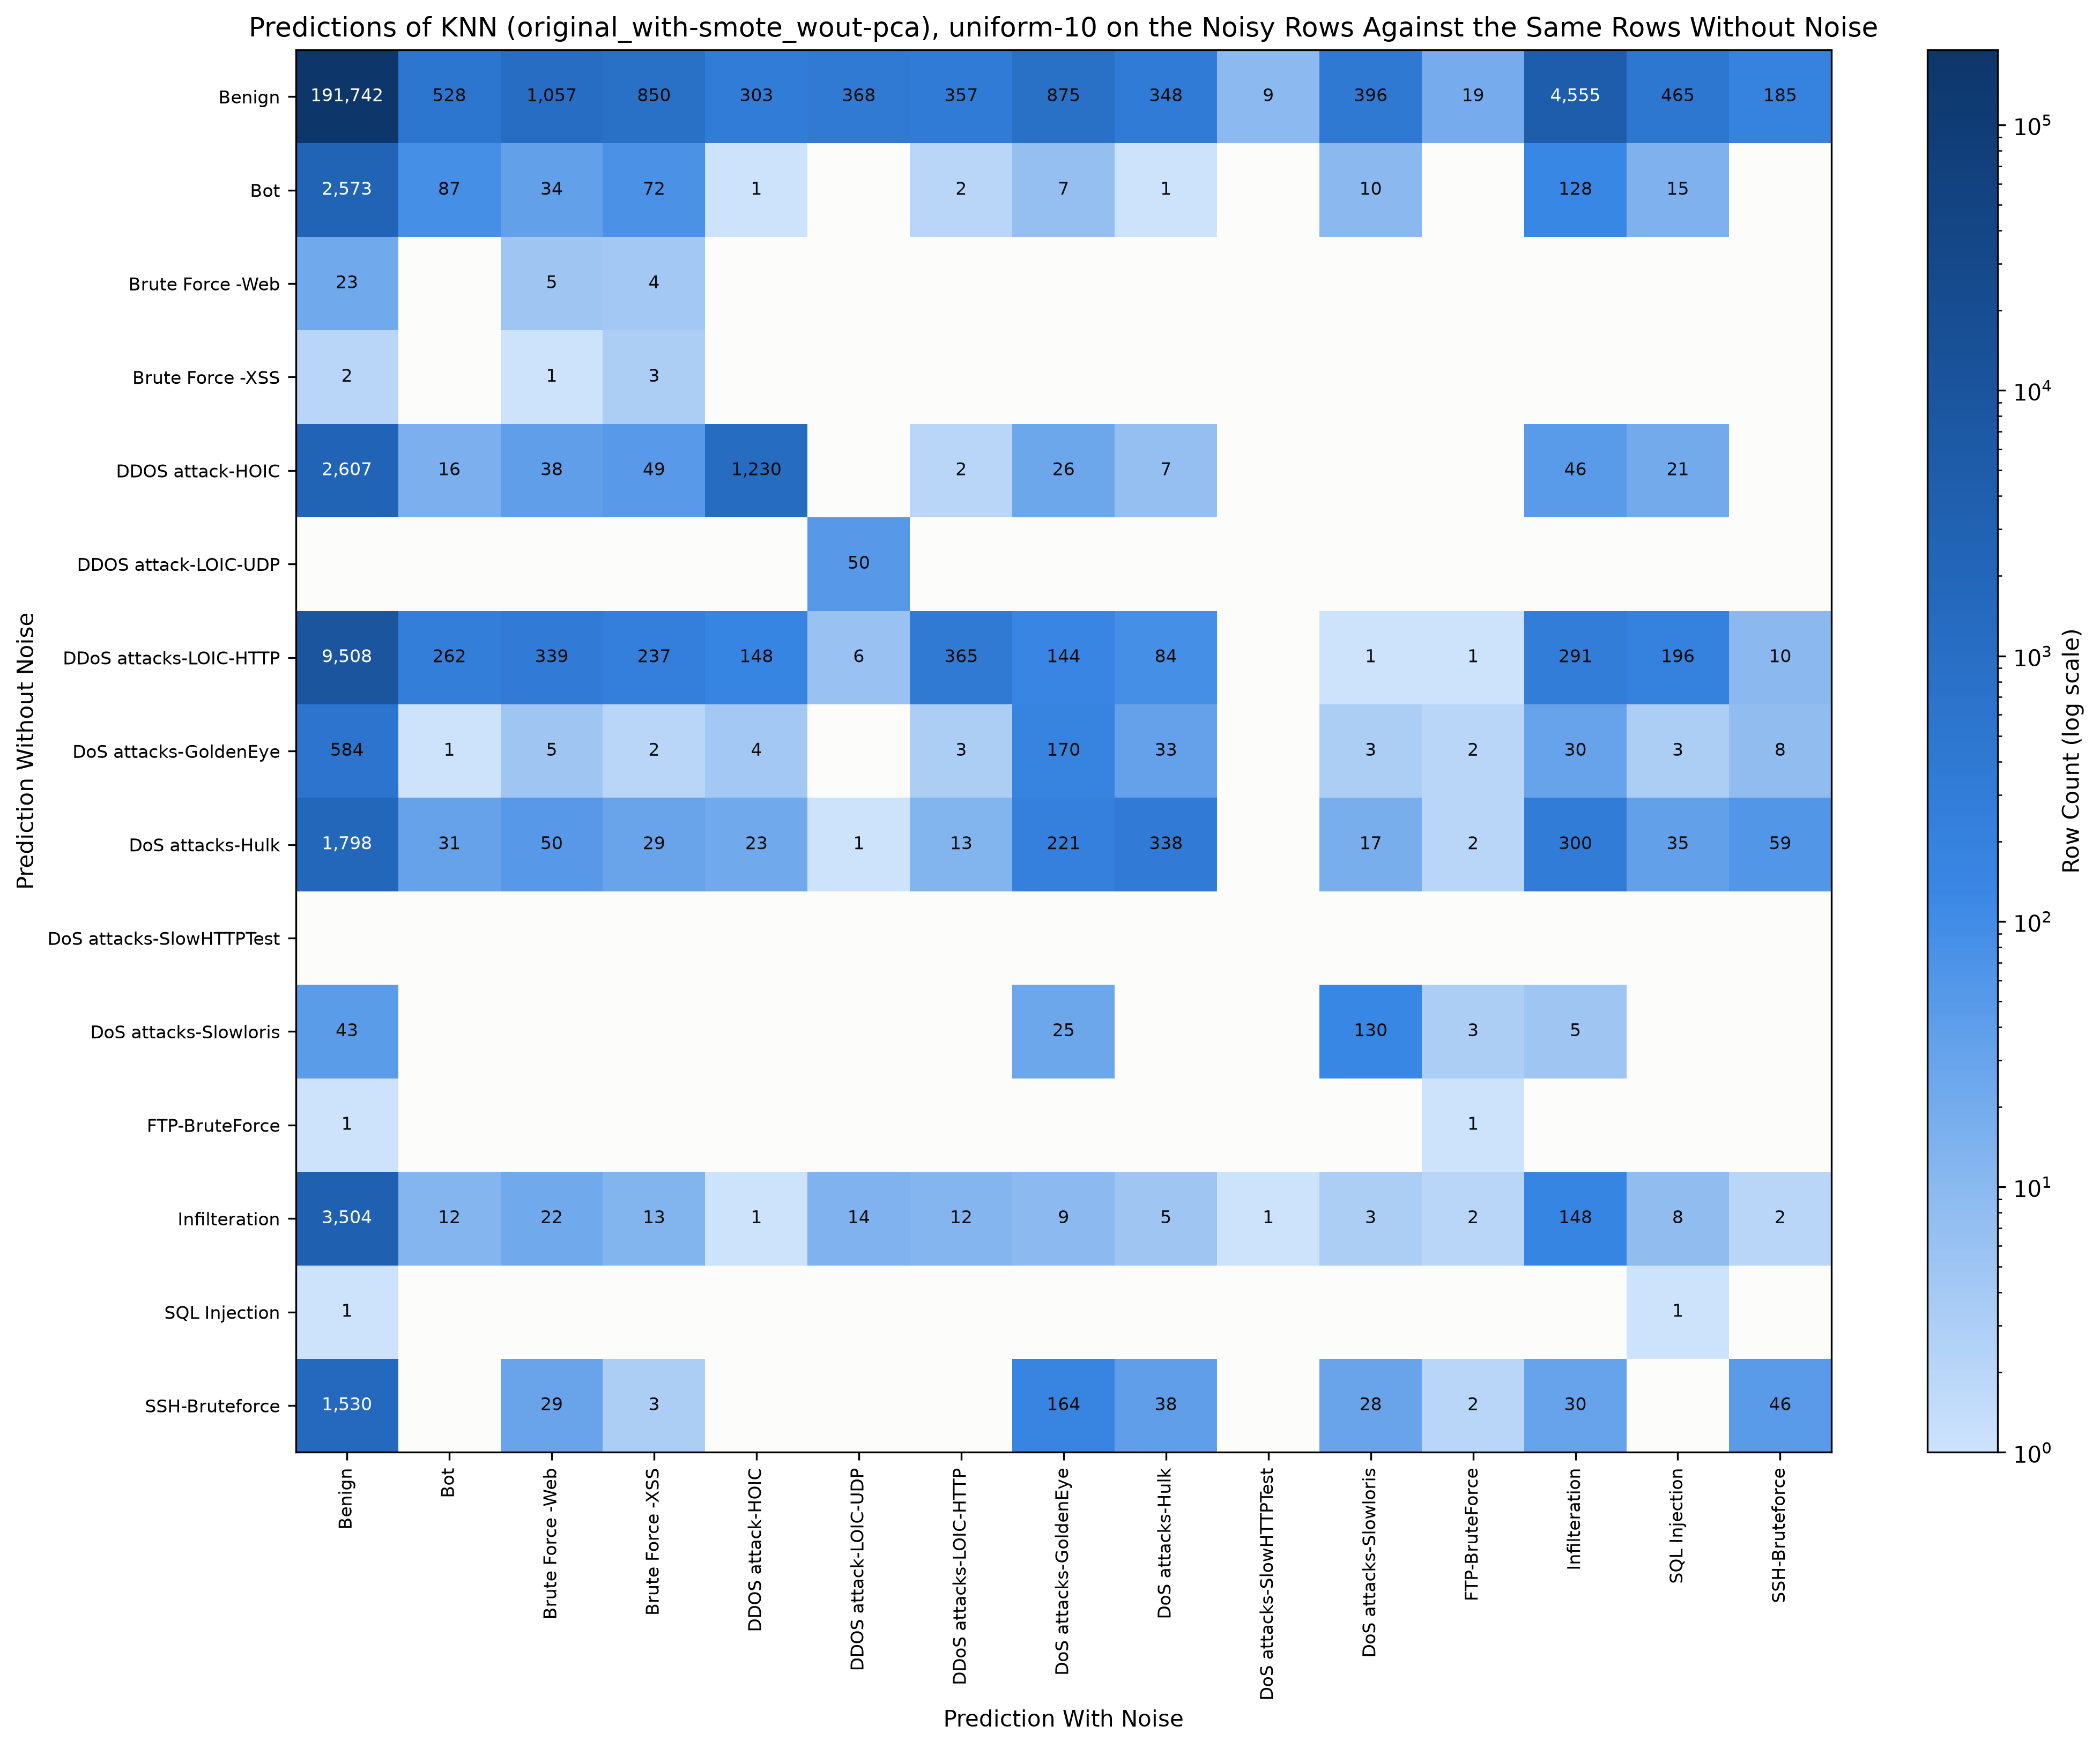 Predictions of KNN (original_with-smote_wout-pca), uniform-10 on the Noisy Rows Against the Same Rows Without Noise
Prediction Without Noise
Benign 191,742 528 1,057 850 303 368 357 875 348 9 396 19 4,555 465 185
Bot 2,573 87 34 72 1 2 7 1 10 128 15
Brute Force -Web 23 5 4
Brute Force -XSS 2 1 3
DDOS attack-HOIC 2,607 16 38 49 1,230 2 26 7 46 21
DDOS attack-LOIC-UDP 50
DDoS attacks-LOIC-HTTP 9,508 262 339 237 148 6 365 144 84 1 1 291 196 10
DoS attacks-GoldenEye 584 1 5 2 4 3 170 33 3 2 30 3 8
DoS attacks-Hulk 1,798 31 50 29 23 1 13 221 338 17 2 300 35 59
DoS attacks-SlowHTTPTest
DoS attacks-Slowloris 43 25 130 3 5
FTP-BruteForce 1 1
Infilteration 3,504 12 22 13 1 14 12 9 5 1 3 2 148 8 2
SQL Injection 1 1
SSH-Bruteforce 1,530 29 3 164 38 28 2 30 46
Benign
Bot
Brute Force -Web
Brute Force -XSS
DDOS attack-HOIC
DDOS attack-LOIC-UDP
DDoS attacks-LOIC-HTTP
DoS attacks-GoldenEye
DoS attacks-Hulk
DoS attacks-SlowHTTPTest
DoS attacks-Slowloris
FTP-BruteForce
Infilteration
SQL Injection
SSH-Bruteforce
Prediction With Noise
10⁵
10⁴
10³
10²
10¹
10⁰
Row Count (log scale)